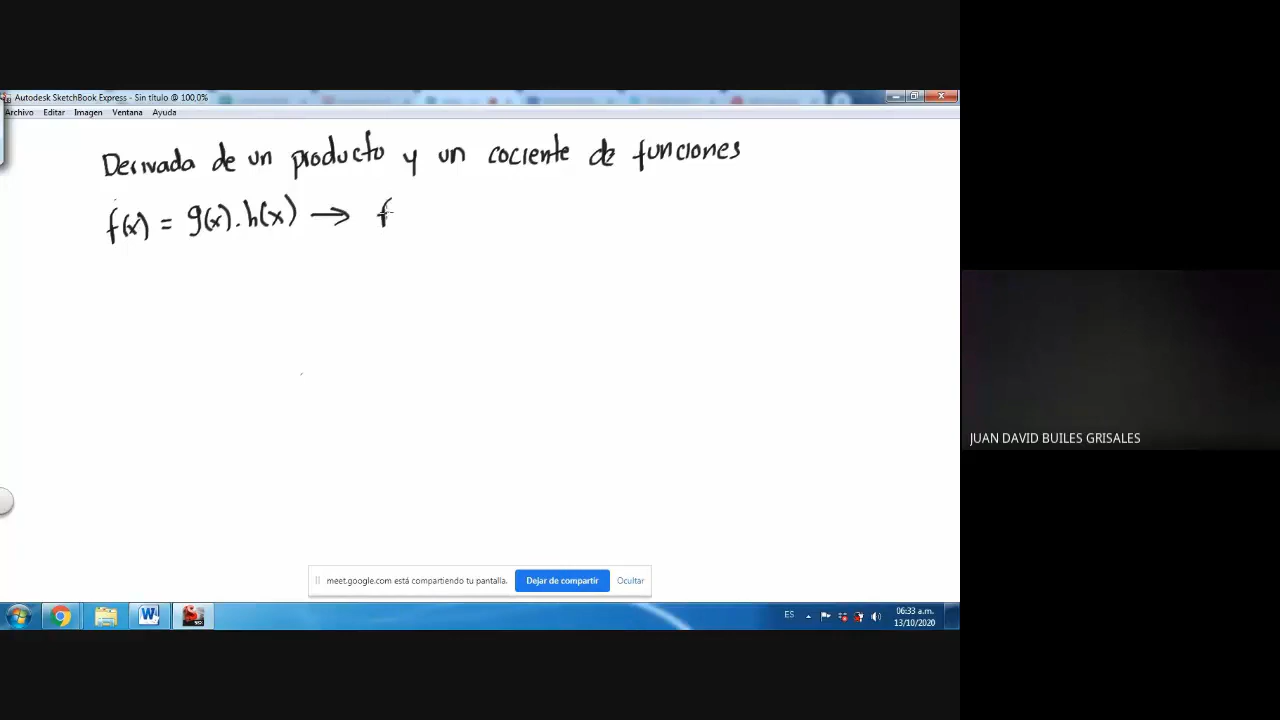 Autodesk SketchBook Express - Sin título @ 100,0%
Archivo Editar Imagen Ventana Ayuda
Derivada de un producto y un cociente de funciones
f(x) = g(x).h(x) → f
JUAN DAVID BUILES GRISALES
meet.google.com está compartiendo tu pantalla. Dejar de compartir Ocultar
ES 06:33 a.m.
13/10/2020